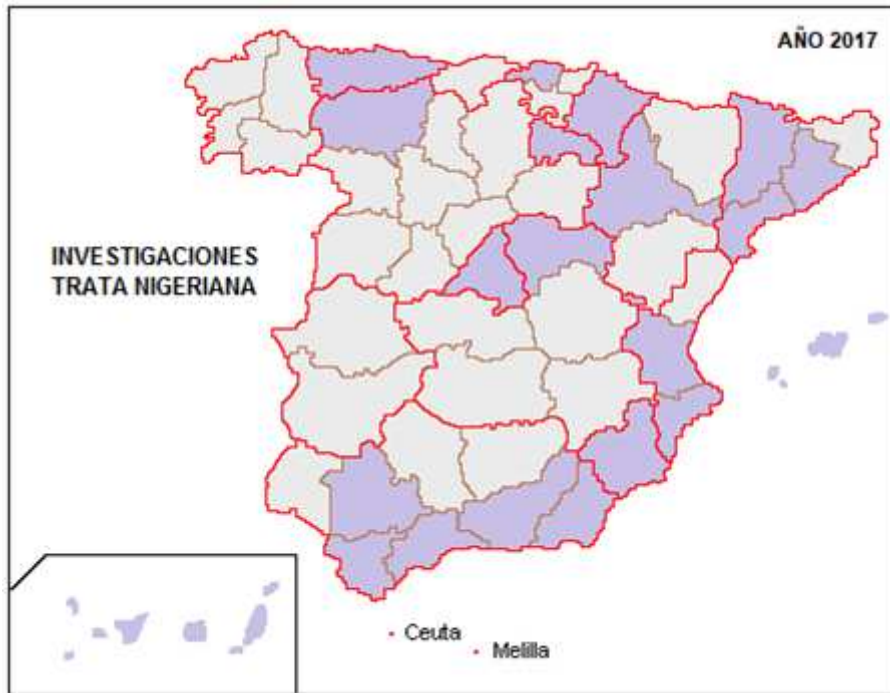 AÑO 2017
INVESTIGACIONES
TRATA NIGERIANA
Ceuta
Melilla